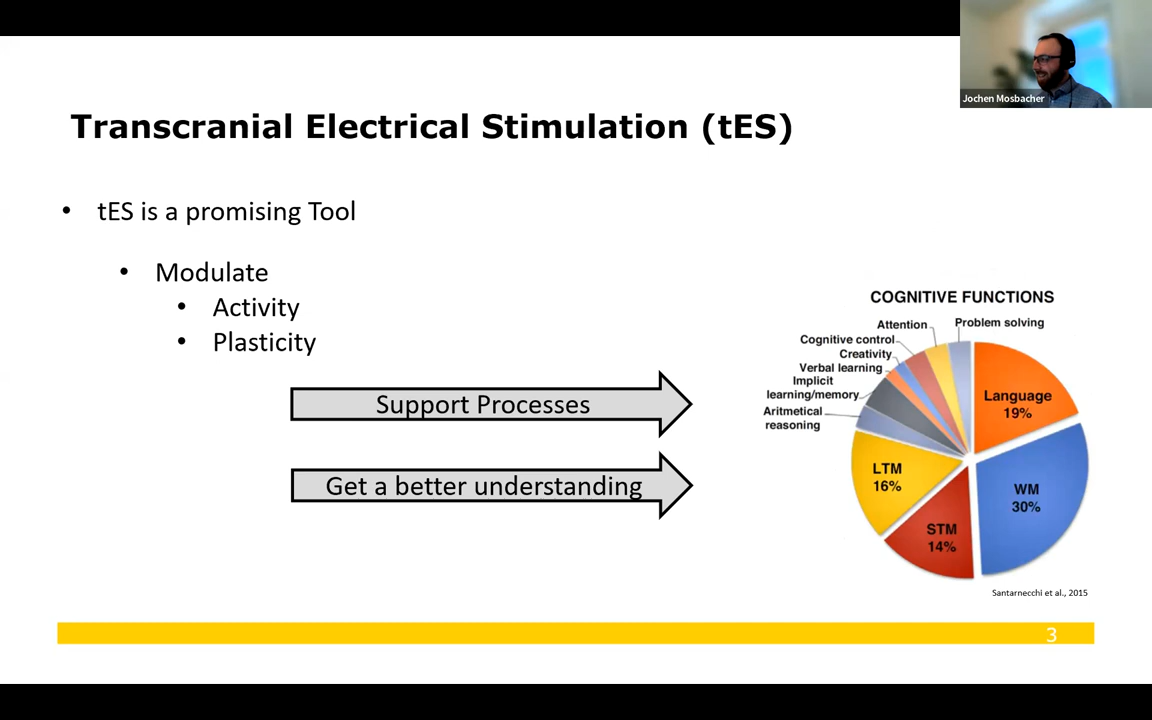 Jochen Mosbacher
Transcranial Electrical Stimulation (tES)
• tES is a promising Tool
• Modulate
• Activity
• Plasticity
Support Processes
Get a better understanding
COGNITIVE FUNCTIONS
Attention
Problem solving
Cognitive control
Creativity
Verbal learning
Implicit
learning/memory
Aritmetical
reasoning
Language
19%
WM
30%
STM
14%
LTM
16%
Santarnecchi et al., 2015
3